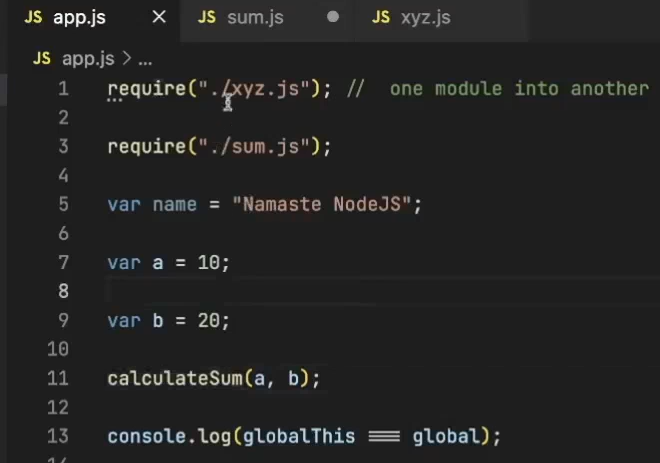 JS app.js × JS sum.js ● JS xyz.js
JS app.js > ...
1 require("./xyz.js"); // one module into another
2
3 require("./sum.js");
4
5 var name = "Namaste NodeJS";
6
7 var a = 10;
8
9 var b = 20;
10
11 calculateSum(a, b);
12
13 console.log(globalThis === global);
14